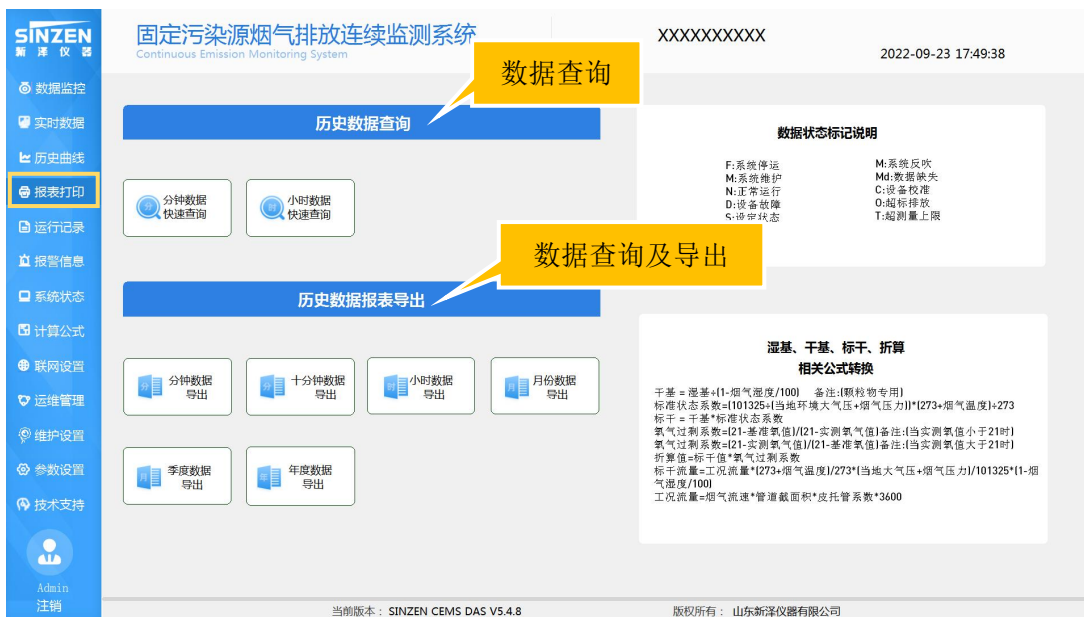 SINZEN
新泽仪器
固定污染源烟气排放连续监测系统
Continuous Emission Monitoring System
XXXXXXXXXX
2022-09-23 17:49:38
数据监控
实时数据
历史曲线
报表打印
运行记录
报警信息
系统状态
计算公式
联网设置
运维管理
维护设置
参数设置
技术支持
Admin
注销
数据查询
历史数据查询
分 分钟数据
快速查询
时 小时数据
快速查询
数据查询及导出
历史数据报表导出
分 分钟数据
导出
分 十分钟数据
导出
时 小时数据
导出
月 月份数据
导出
月 季度数据
导出
年 年度数据
导出
数据状态标记说明
F:系统停运
M:系统维护
N:正常运行
D:设备故障
S:设定状态
M:系统反吹
Md:数据缺失
C:设备校准
O:超标排放
T:超测量上限
湿基、干基、标干、折算
相关公式转换
干基 = 湿基÷(1-烟气湿度/100) 备注:(颗粒物专用)
标准状态系数=(101325÷(当地环境大气压+烟气压力))*(273+烟气温度)÷273
标干 = 干基*标准状态系数
氧气过剩系数=(21-基准氧值)/(21-实测氧气值)备注:(当实测氧值小于21时)
氧气过剩系数=(21-实测氧气值)/(21-基准氧值)备注:(当实测氧值大于21时)
折算值=标干值*氧气过剩系数
标干流量=工况流量*(273+烟气温度)/273*(当地大气压+烟气压力)/101325*(1-烟
气湿度/100)
工况流量=烟气流速*管道截面积*皮托管系数*3600
当前版本： SINZEN CEMS DAS V5.4.8
版权所有： 山东新泽仪器有限公司